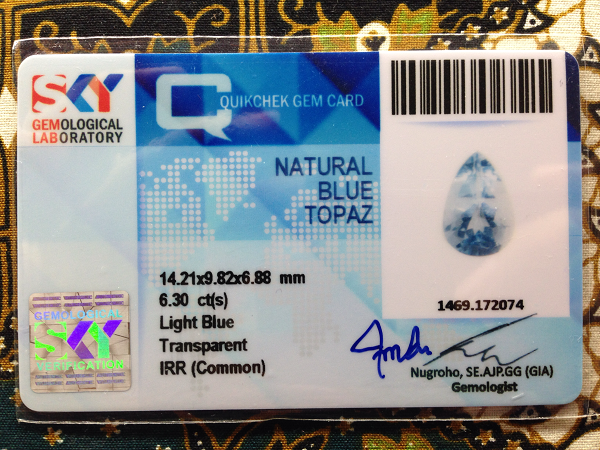 SKY
GEMOLOGICAL
LABORATORY
QUIKCHEK GEM CARD
NATURAL
BLUE
TOPAZ
14.21x9.82x6.88 mm
6.30 ct(s)
Light Blue
Transparent
IRR (Common)
1469.172074
Nugroho, SE.AJP.GG (GIA)
Gemologist
GEMOLOGICAL
SKY
VERIFICATION